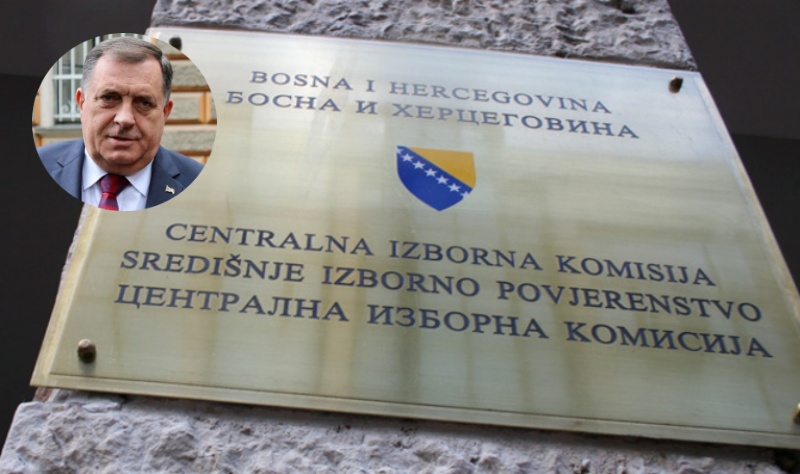 BOSNA I HERCEGOVINA
БОСНА И ХЕРЦЕГОВИНА
CENTRALNA IZBORNA KOMISIJA
SREDIŠNJE IZBORNO POVJERENSTVO
ЦЕНТРАЛНА ИЗБОРНА КОМИСИЈА